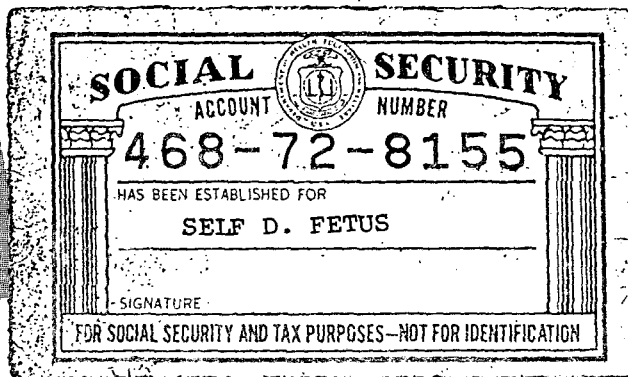 SOCIAL SECURITY
ACCOUNT NUMBER
468-72-8155
HAS BEEN ESTABLISHED FOR
SELF D. FETUS
SIGNATURE
FOR SOCIAL SECURITY AND TAX PURPOSES—NOT FOR IDENTIFICATION